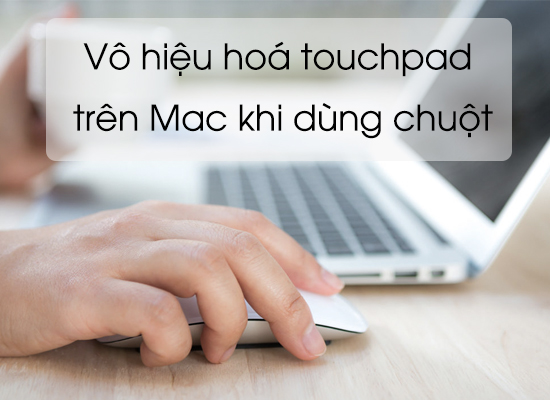 Vô hiệu hoá touchpad
trên Mac khi dùng chuột